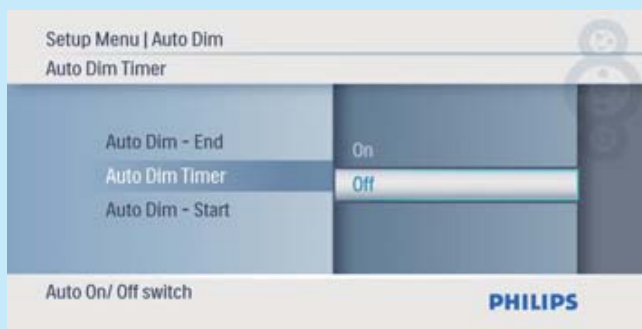 Setup Menu | Auto Dim
Auto Dim Timer
Auto Dim - End
On
Auto Dim Timer
Off
Auto Dim - Start
Auto On/ Off switch
PHILIPS